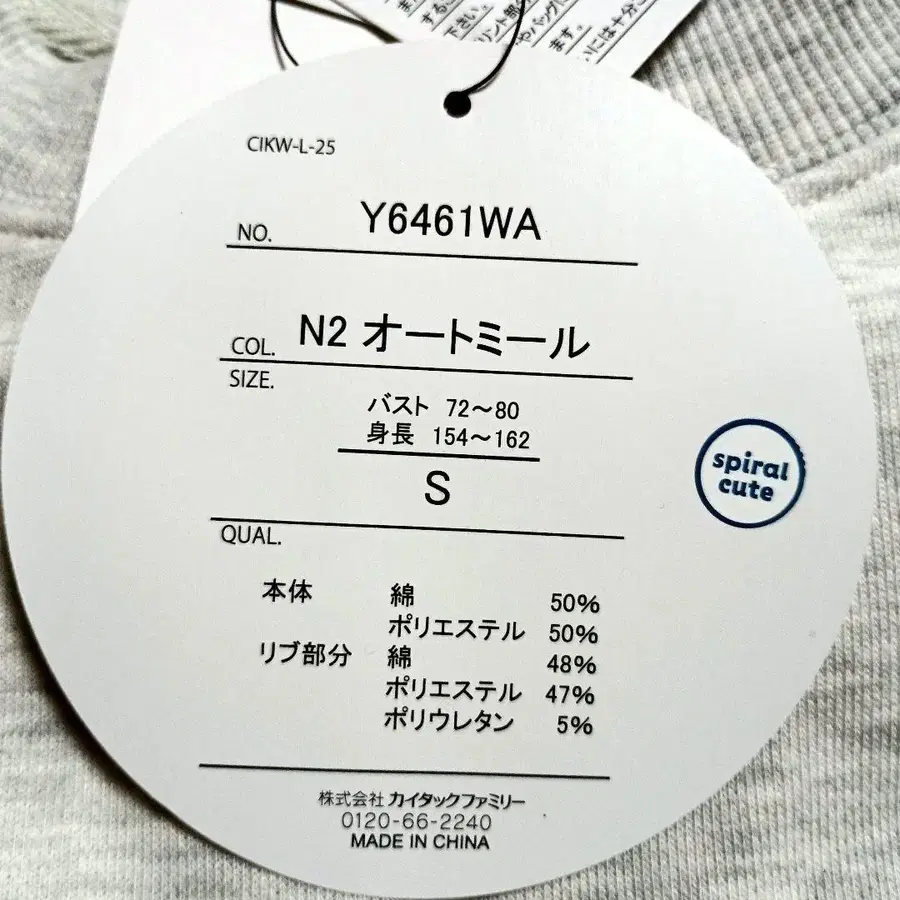 CIKW-L-25
NO. Y6461WA
COL. N2 オートミール
SIZE.
バスト 72～80
身長 154～162
S
spiral
cute
QUAL.
本体 綿 50%
ポリエステル 50%
リブ部分 綿 48%
ポリエステル 47%
ポリウレタン 5%
株式会社 カイタックファミリー
0120-66-2240
MADE IN CHINA